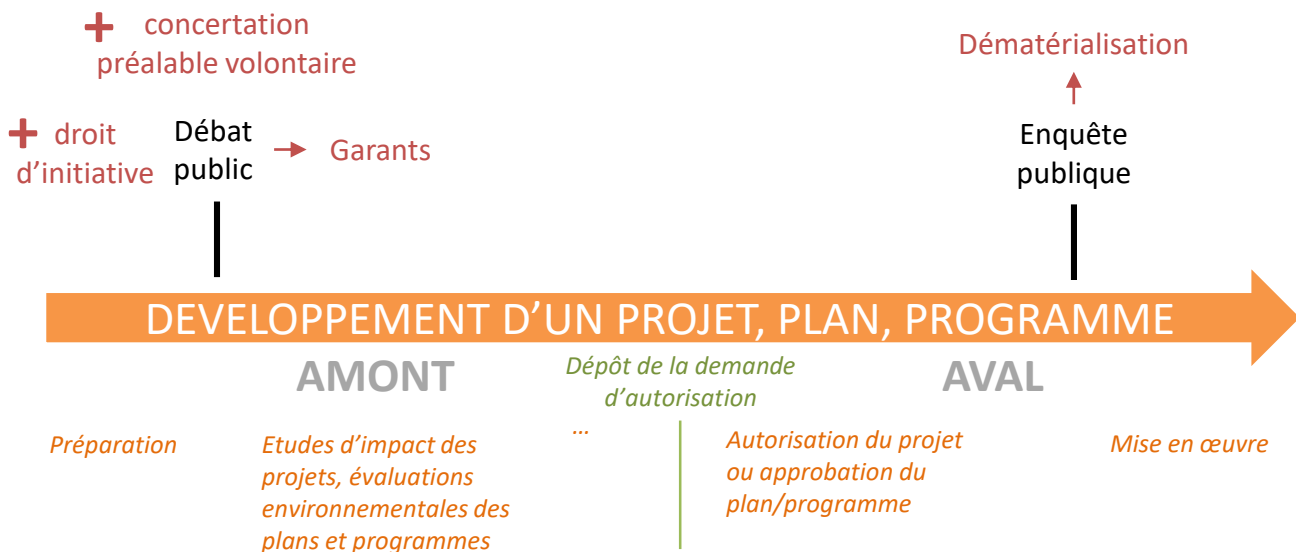 + concertation
préalable volontaire
+ droit
d’initiative
Débat
public
Garants
Dématérialisation
Enquête
publique
DEVELOPPEMENT D’UN PROJET, PLAN, PROGRAMME
AMONT
Dépôt de la demande
d’autorisation
AVAL
Préparation
Etudes d’impact des
projets, évaluations
environnementales des
plans et programmes
...
Autorisation du projet
ou approbation du
plan/programme
Mise en œuvre